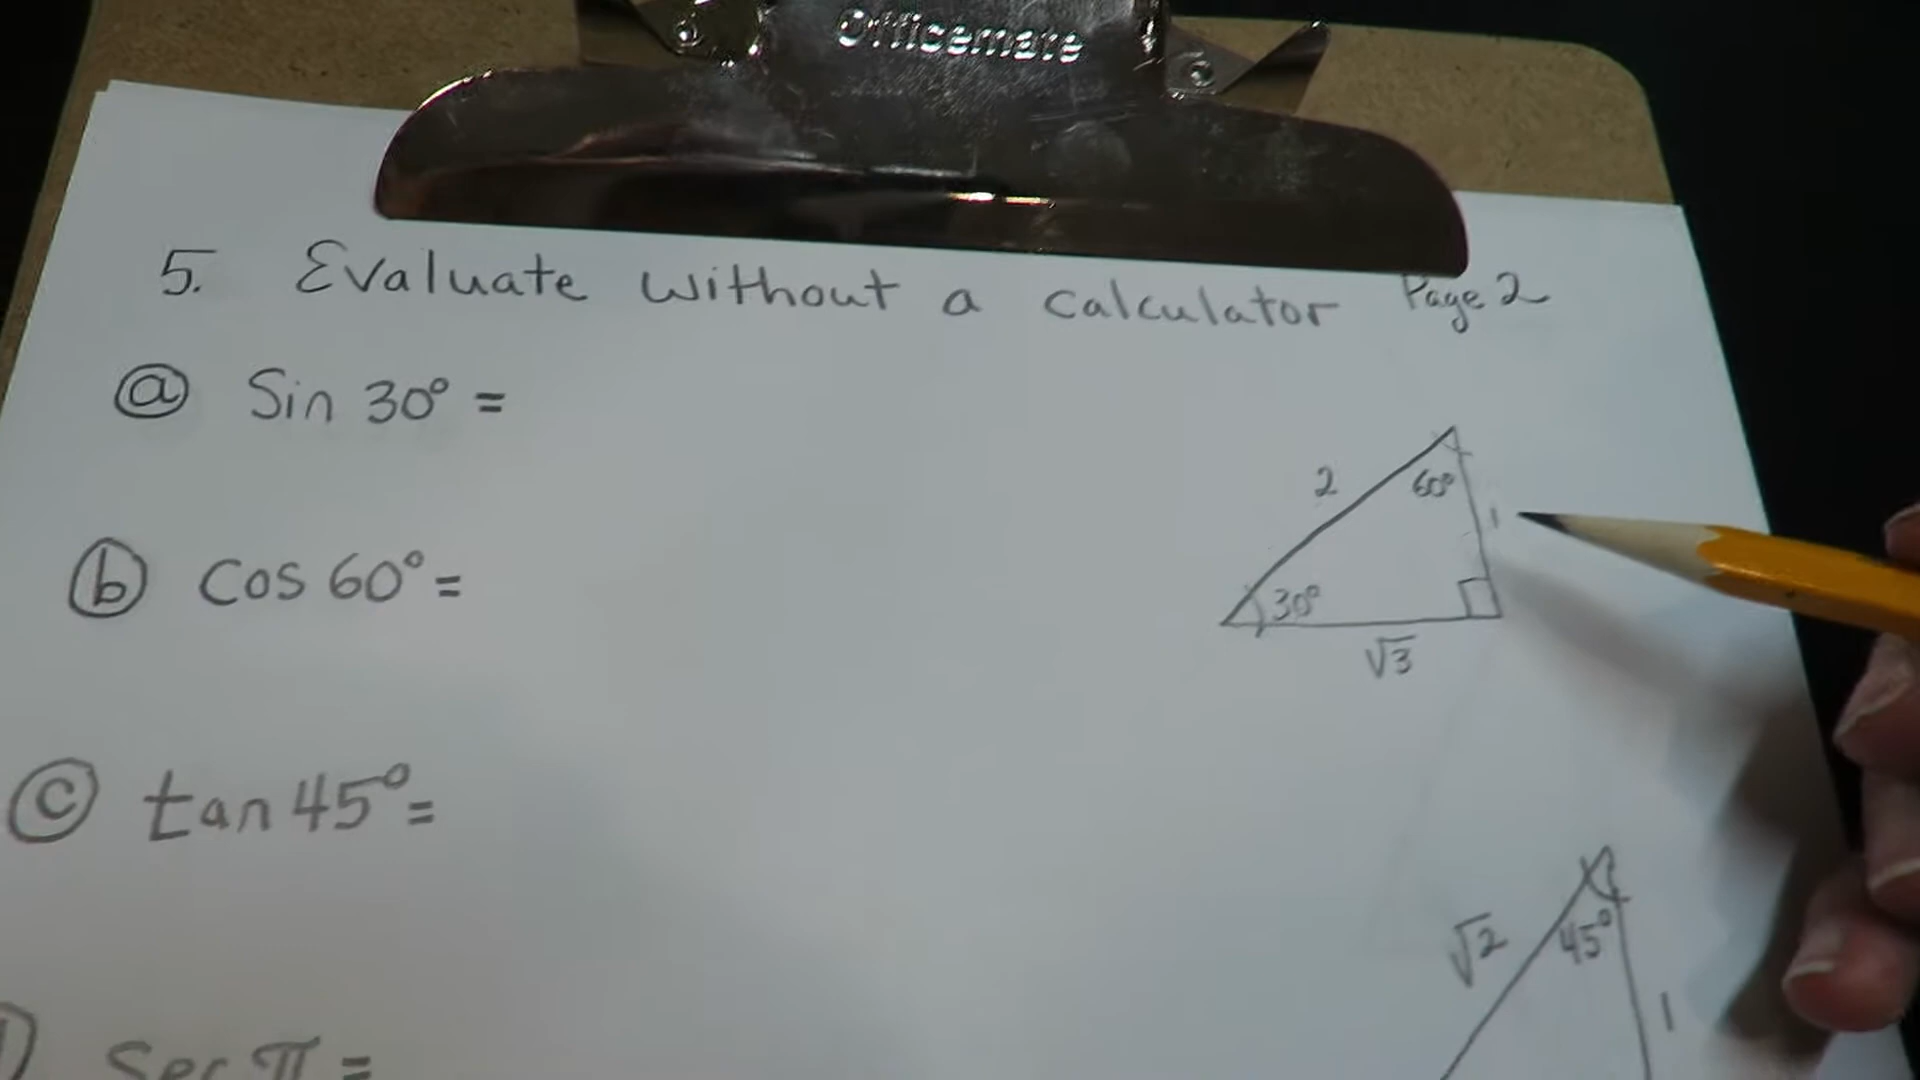 Officemate
5. Evaluate without a calculator Page 2
ⓐ Sin 30° =
2
60°
1
30°
√3
ⓑ Cos 60° =
ⓒ tan 45° =
√2
45°
1
Sec π =